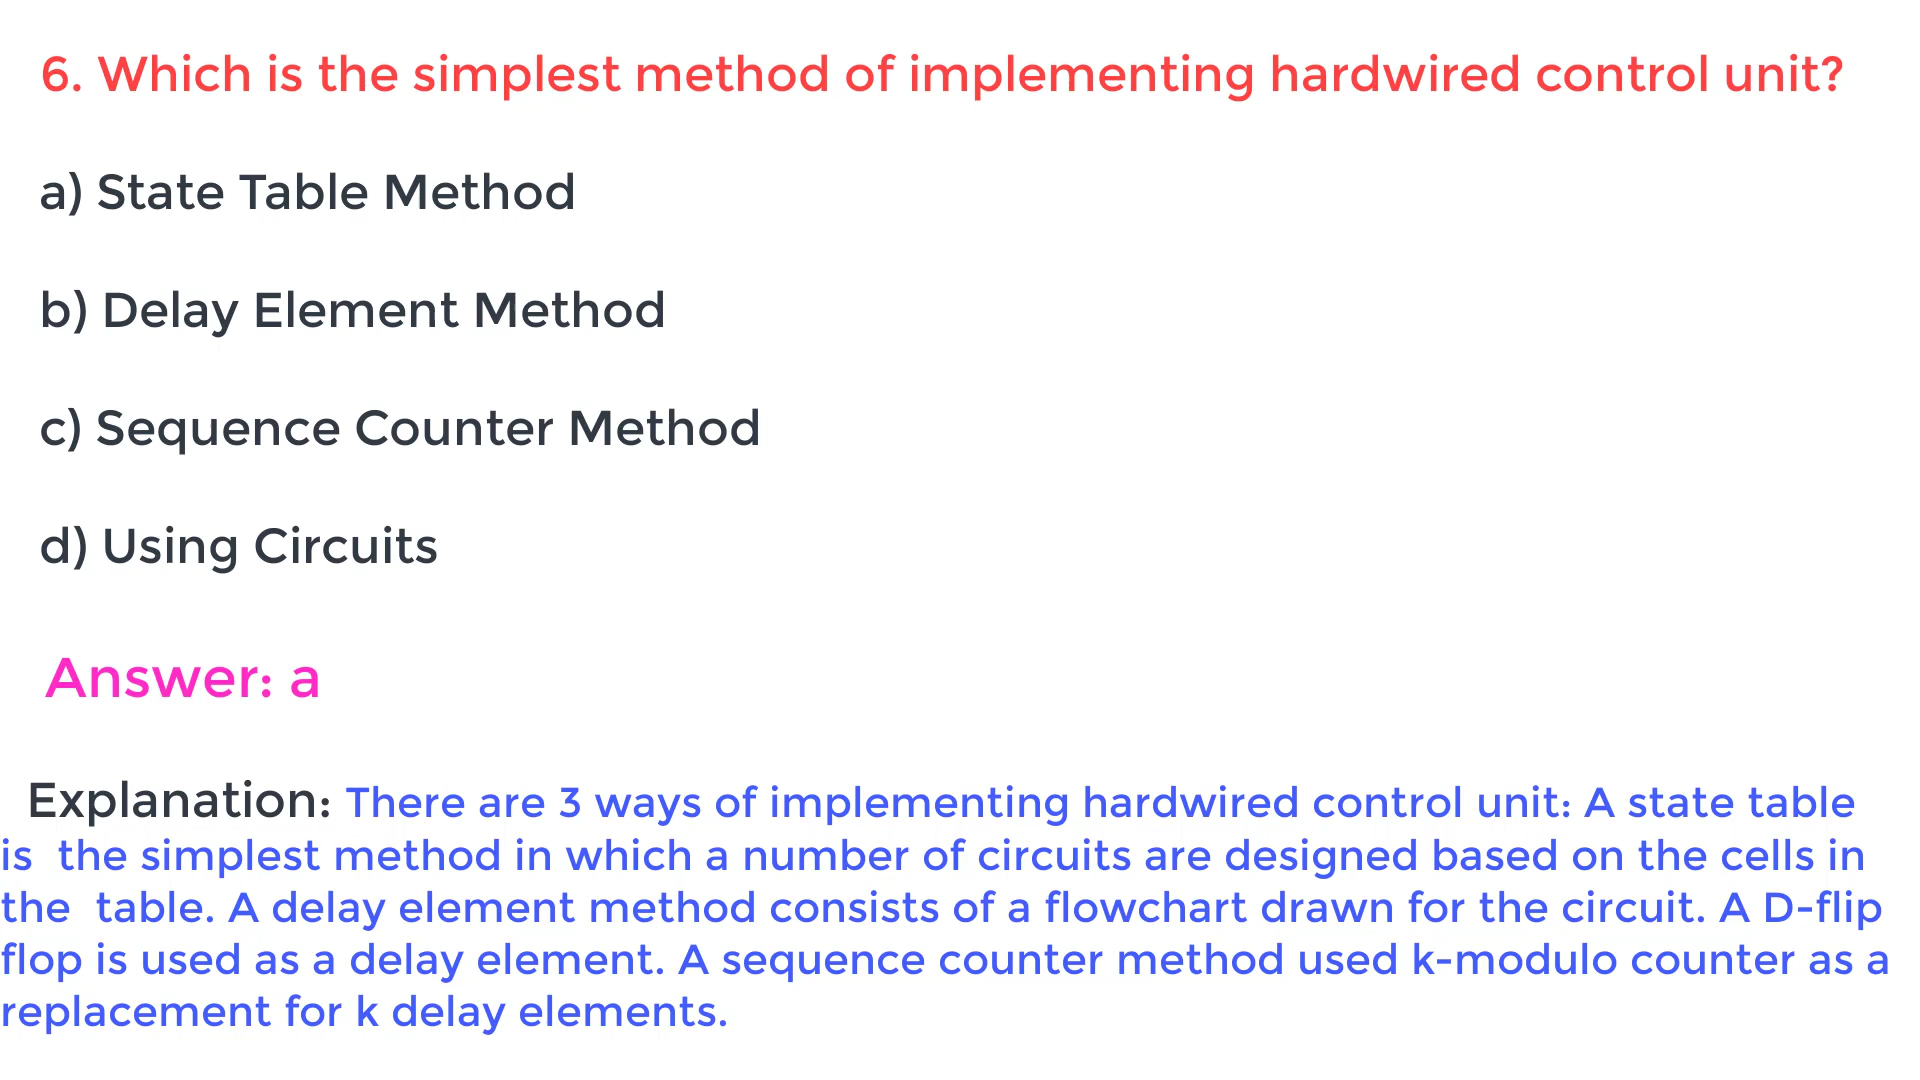 6. Which is the simplest method of implementing hardwired control unit?
a) State Table Method
b) Delay Element Method
c) Sequence Counter Method
d) Using Circuits
Answer: a
Explanation: There are 3 ways of implementing hardwired control unit: A state table
is the simplest method in which a number of circuits are designed based on the cells in
the table. A delay element method consists of a flowchart drawn for the circuit. A D-flip
flop is used as a delay element. A sequence counter method used k-modulo counter as a
replacement for k delay elements.